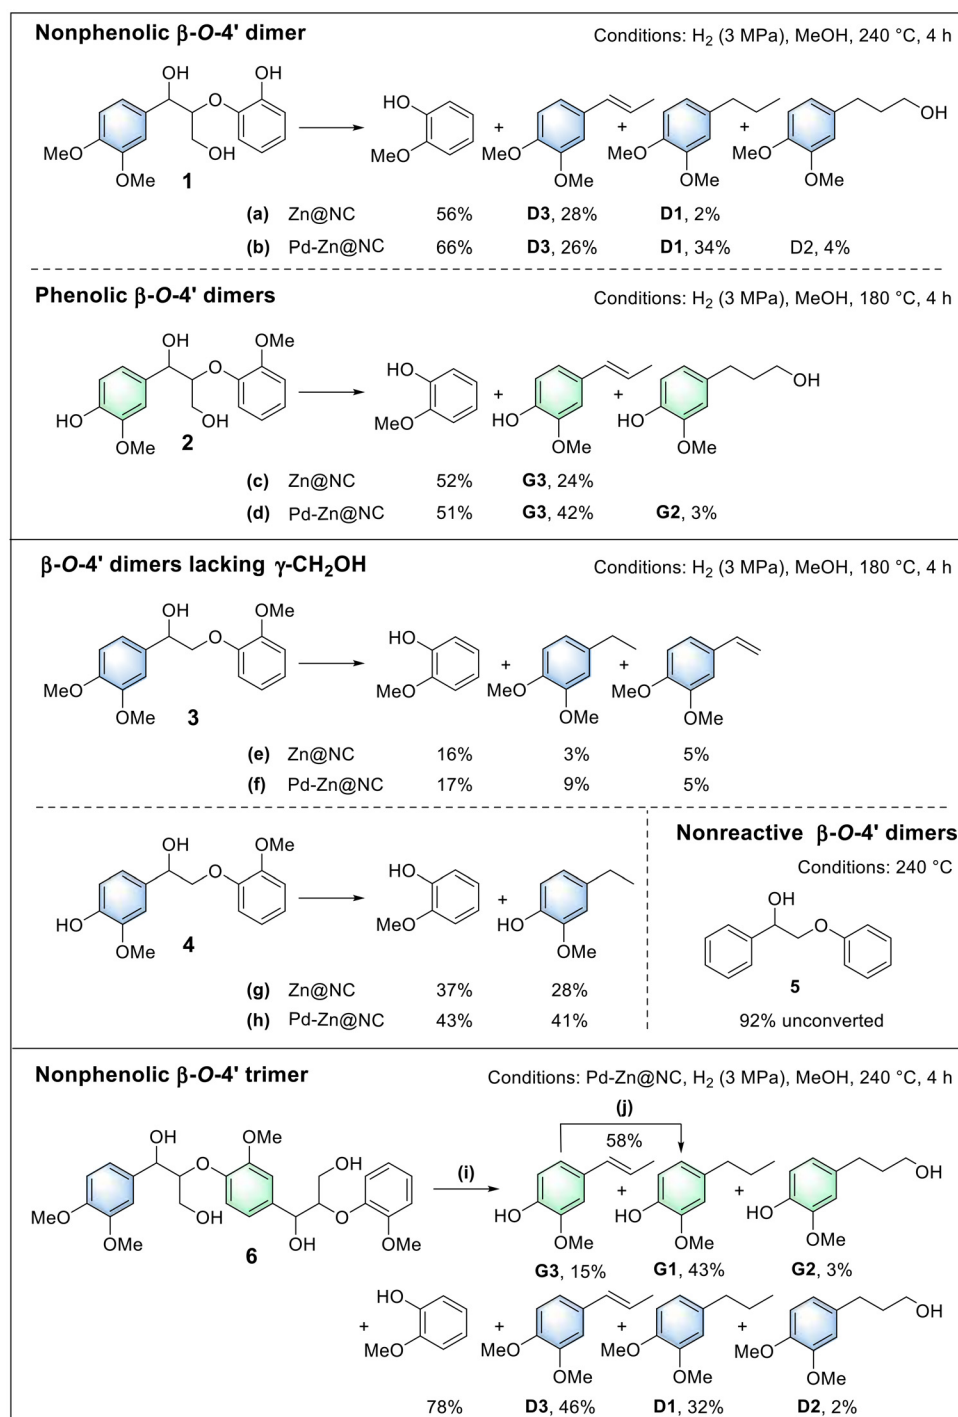 Nonphenolic β-O-4' dimer Conditions: H₂ (3 MPa), MeOH, 240 °C, 4 h
OH OH
O HO OH
+ + +
OH MeO MeO MeO MeO
MeO OMe 1 OMe OMe OMe
(a) Zn@NC 56% D3, 28% D1, 2%
(b) Pd-Zn@NC 66% D3, 26% D1, 34% D2, 4%
Phenolic β-O-4' dimers Conditions: H₂ (3 MPa), MeOH, 180 °C, 4 h
OH OMe
O HO OH
+ +
HO OH MeO HO HO
OMe 2 OMe OMe
(c) Zn@NC 52% G3, 24%
(d) Pd-Zn@NC 51% G3, 42% G2, 3%
β-O-4' dimers lacking γ-CH₂OH Conditions: H₂ (3 MPa), MeOH, 180 °C, 4 h
OH OMe
O HO
+ +
MeO MeO MeO MeO
OMe 3 OMe OMe
(e) Zn@NC 16% 3% 5%
(f) Pd-Zn@NC 17% 9% 5%
OH OMe
O HO
+
HO MeO HO
OMe 4 OMe
(g) Zn@NC 37% 28%
(h) Pd-Zn@NC 43% 41%
Nonreactive β-O-4' dimers
Conditions: 240 °C
OH
O
5
92% unconverted
Nonphenolic β-O-4' trimer Conditions: Pd-Zn@NC, H₂ (3 MPa), MeOH, 240 °C, 4 h
(j)
58%
OH OMe
O HO (i) OH
+ +
MeO OH O HO HO HO
OMe 6 OH OMe OMe OMe OMe
G3, 15% G1, 43% G2, 3%
HO OH
+ + + +
MeO MeO MeO MeO
OMe OMe OMe
78% D3, 46% D1, 32% D2, 2%